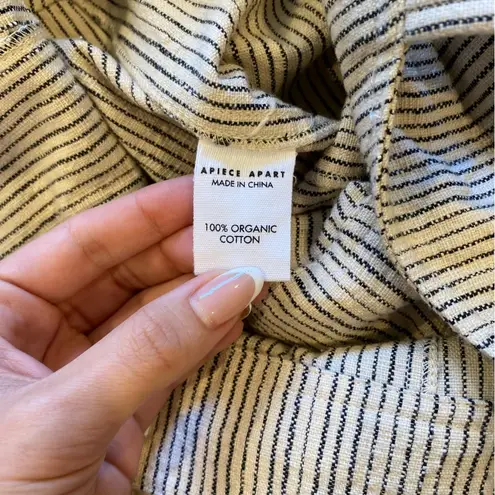 APIECE APART
MADE IN CHINA
100% ORGANIC
COTTON